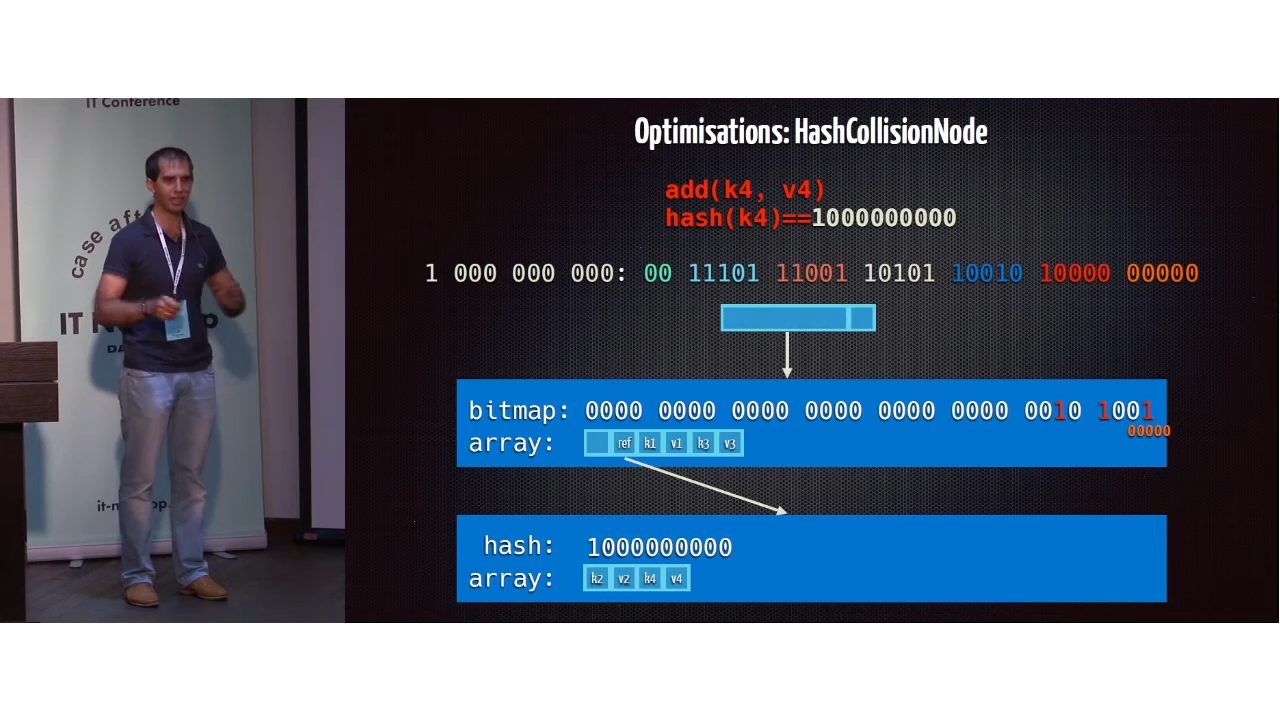 IT Conference
case aft
IT N p
DA
it-n op.
Optimisations: HashCollisionNode
add(k4, v4)
hash(k4)==1000000000
1 000 000 000: 00 11101 11001 10101 10010 10000 00000
bitmap: 0000 0000 0000 0000 0000 0000 0010 1001
00000
array: ref k1 v1 k3 v3
hash: 1000000000
array: k2 v2 k4 v4